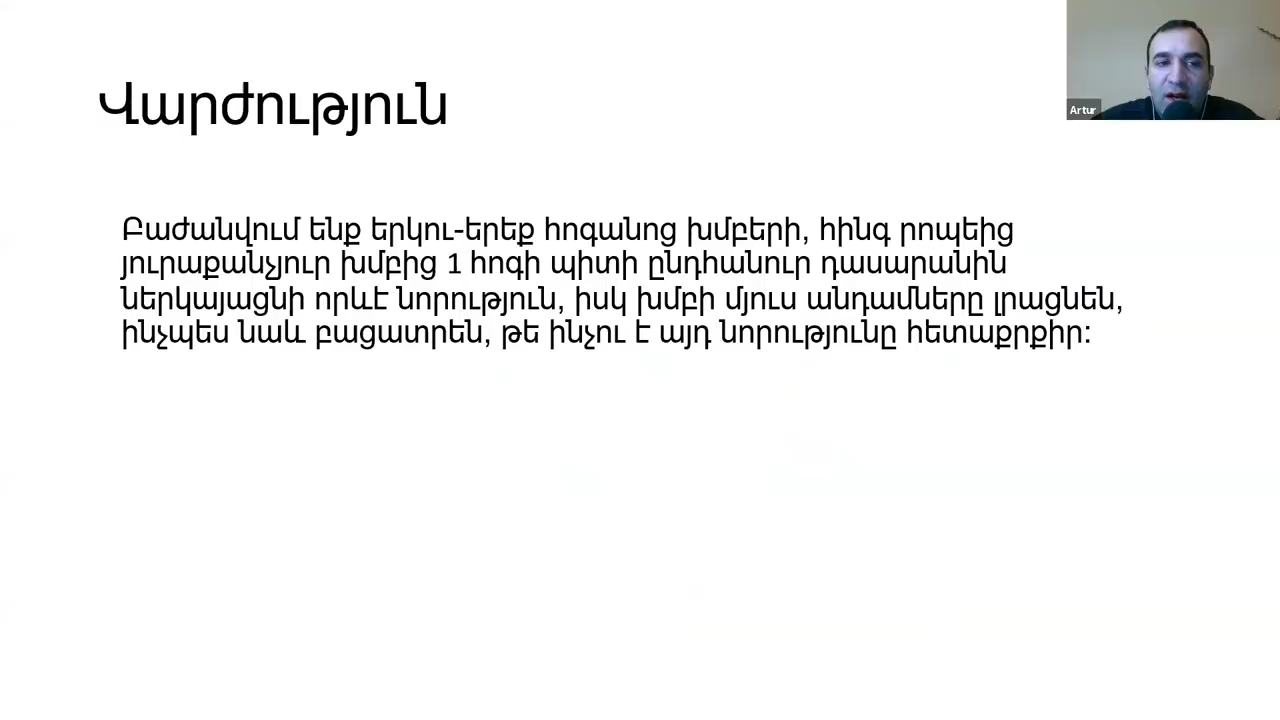 Վարժություն
Բաժանվում ենք երկու-երեք հոգանոց խմբերի, հինգ րոպեից
յուրաքանչյուր խմբից 1 հոգի պիտի ընդհանուր դասարանին
ներկայացնի որևէ նորություն, իսկ խմբի մյուս անդամները լրացնեն,
ինչպես նաև բացատրեն, թե ինչու է այդ նորությունը հետաքրքիր:
Artur